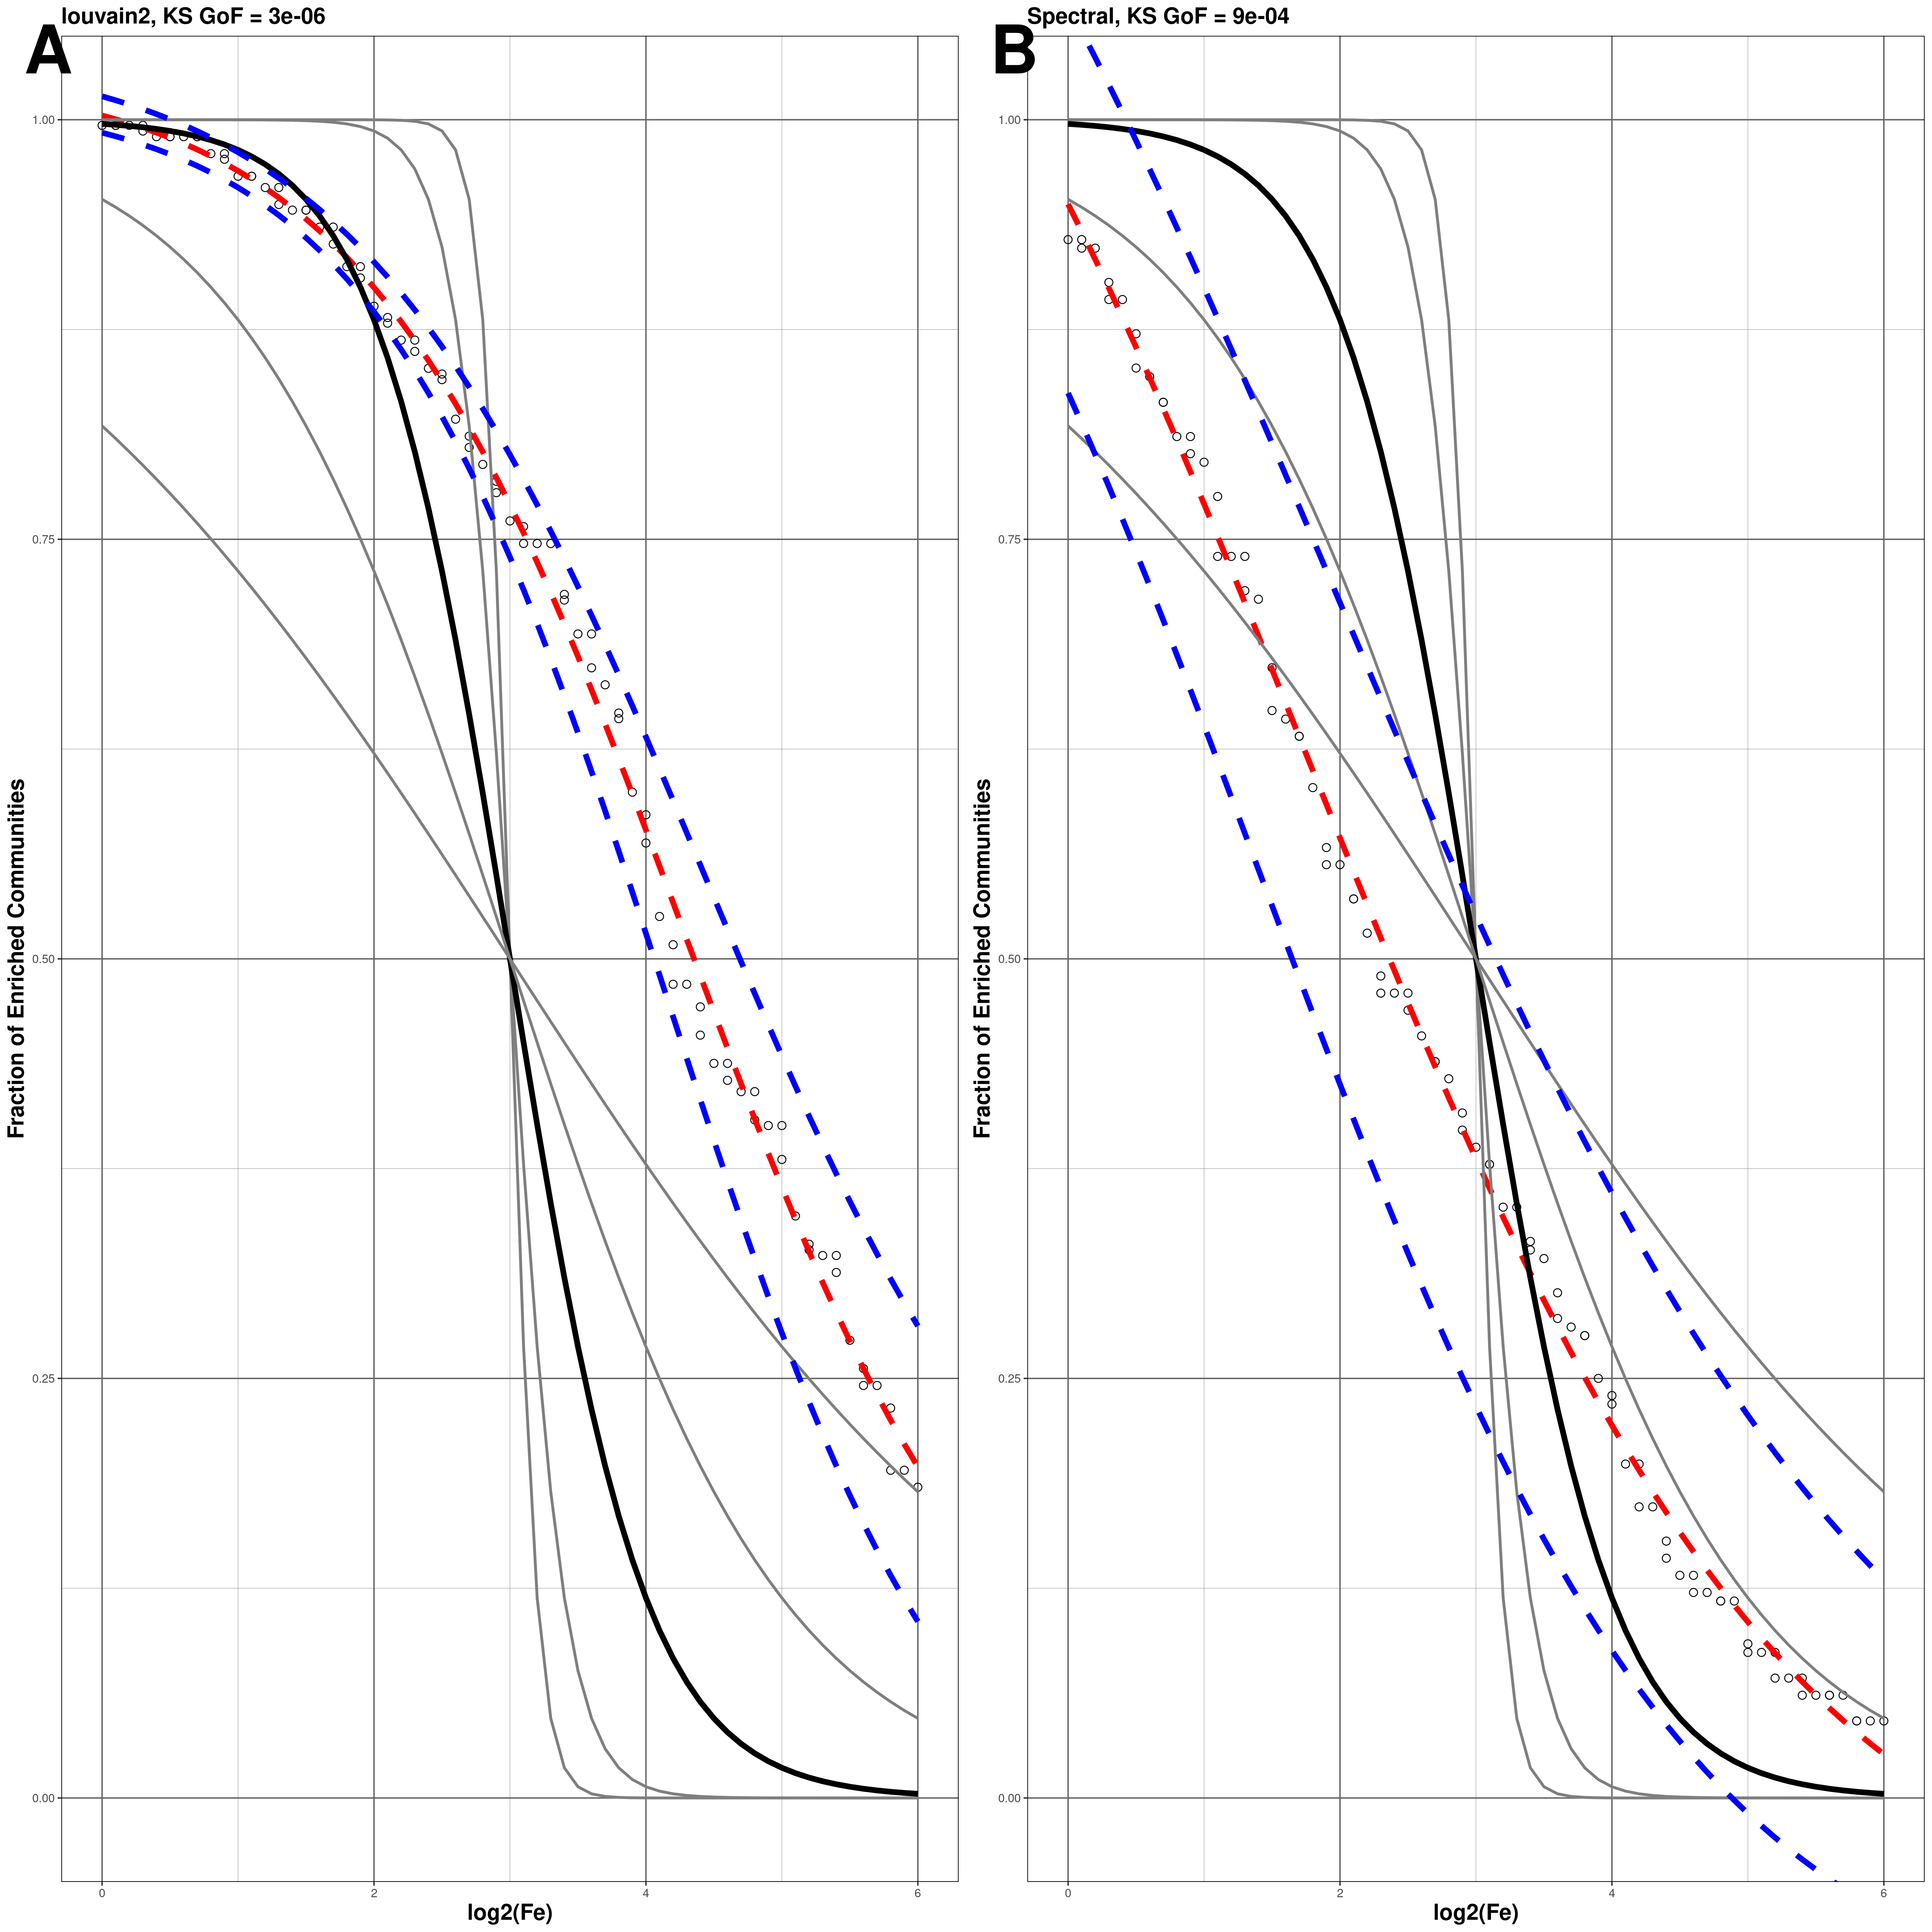 louvain2, KS GoF = 3e-06
A
Fraction of Enriched Communities
1.00
0.75
0.50
0.25
0.00
0 2 4 6
log2(Fe)
Spectral, KS GoF = 9e-04
B
Fraction of Enriched Communities
1.00
0.75
0.50
0.25
0.00
0 2 4 6
log2(Fe)